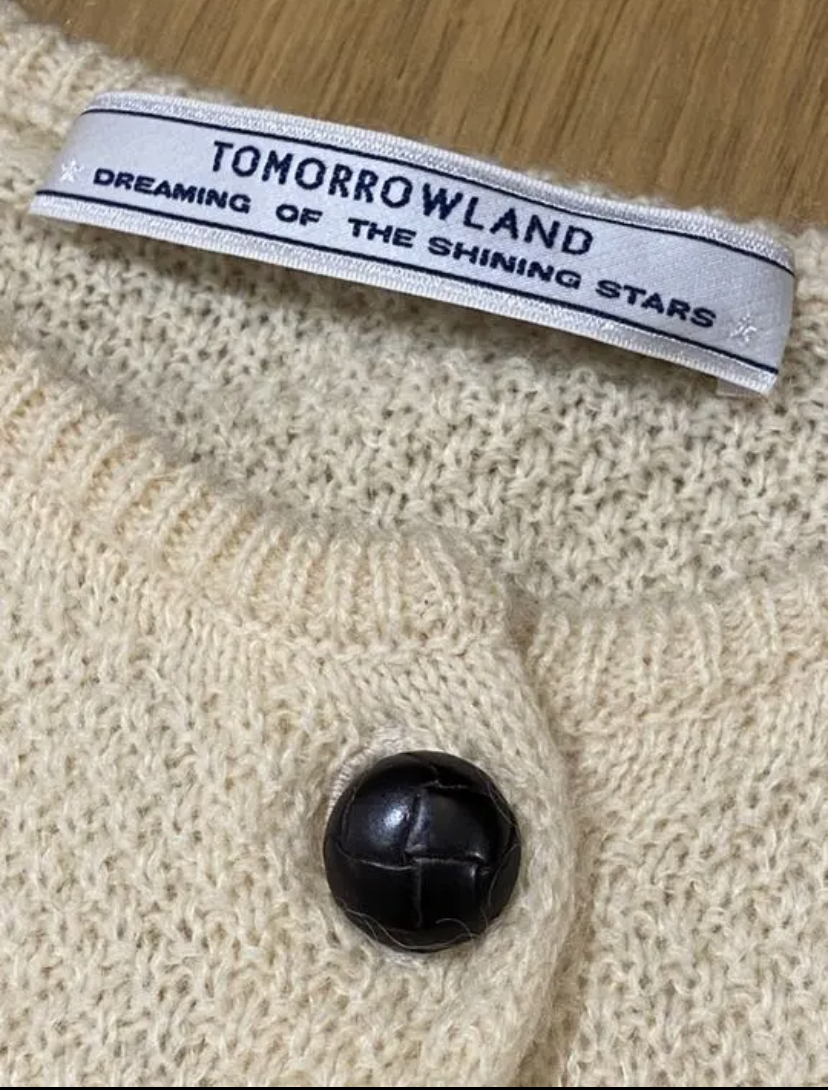 TOMORROWLAND
DREAMING OF THE SHINING STARS